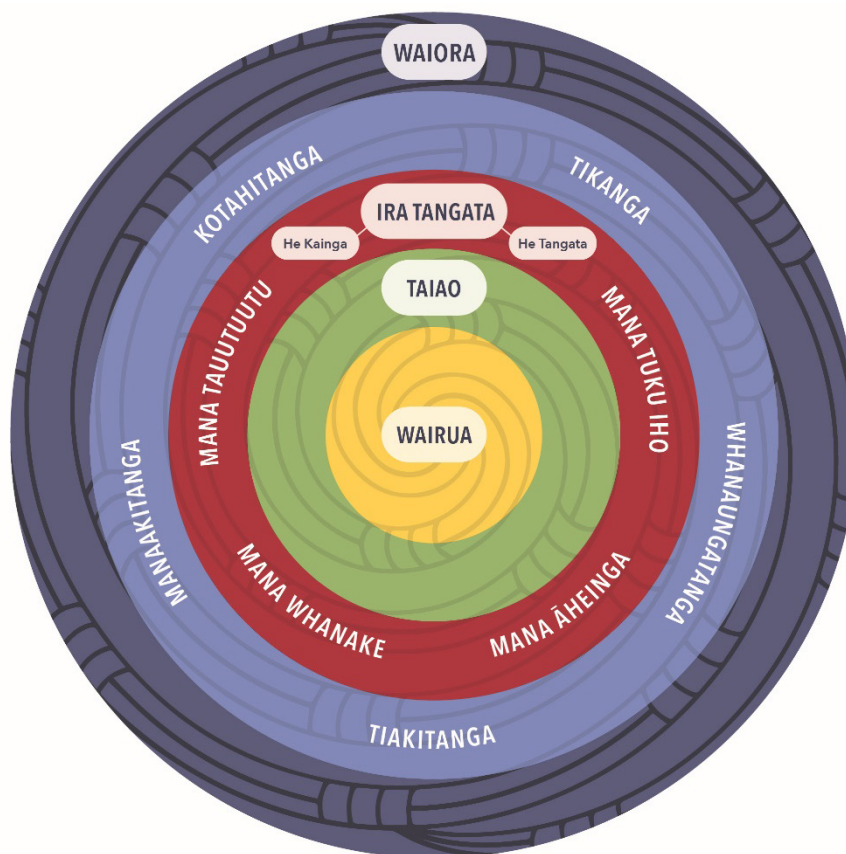 WAIORA
KOTAHITANGA
TIKANGA
IRA TANGATA
He Kainga
He Tangata
TAIAO
MANA TAUUTUUTU
MANA TUKU IHO
WAIRUA
MANAAKITANGA
WHANAUNGATANGA
MANA WHANAKE
MANA ĀHEINGA
TIAKITANGA